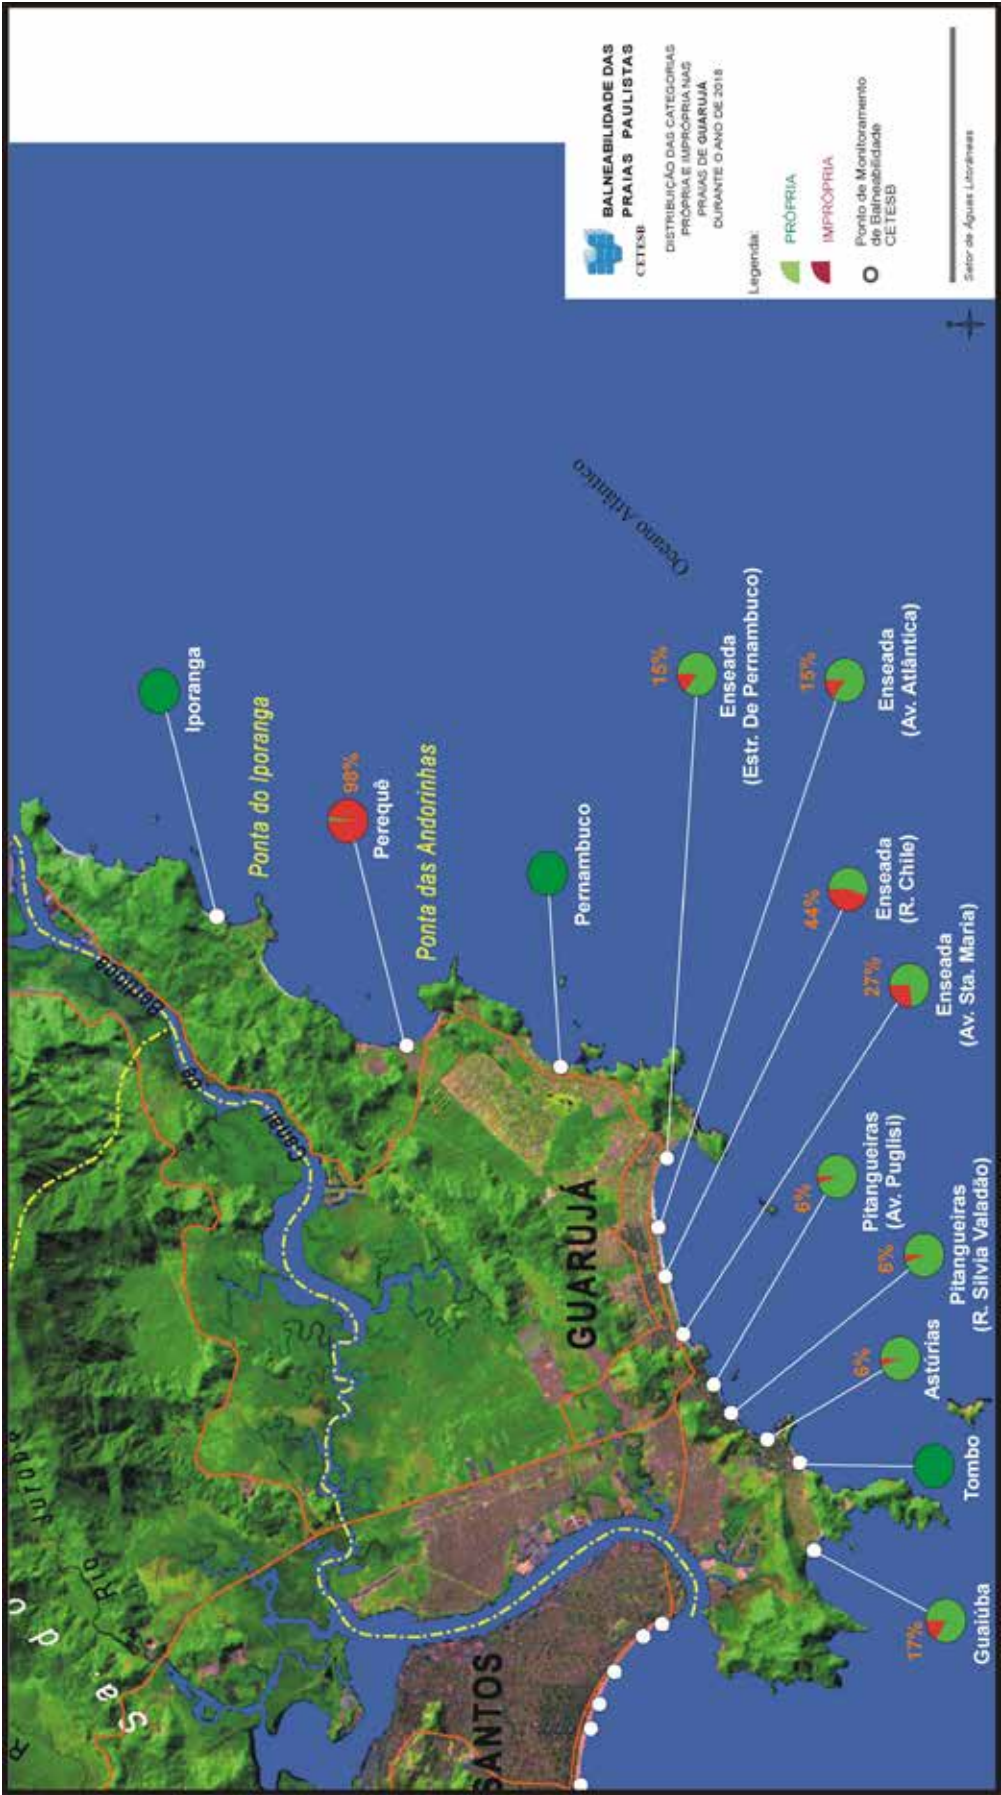 BALNEABILIDADE DAS
PRAIAS PAULISTAS
CETESB
DISTRIBUIÇÃO DAS CATEGORIAS
PRÓPRIA E IMPRÓPRIA NAS
PRAIAS DE GUARUJÁ
DURANTE O ANO DE 2018
Legenda:
PRÓPRIA
IMPRÓPRIA
Ponto de Monitoramento
de Balneabilidade
CETESB
Setor de Águas Litorâneas
Iporanga
Ponta do Iporanga
98%
Perequê
Ponta das Andorinhas
Pernambuco
Oceano Atlântico
15%
Enseada
(Estr. De Pernambuco)
15%
Enseada
(Av. Atlântica)
44%
Enseada
(R. Chile)
27%
Enseada
(Av. Sta. Maria)
6%
Pitangueiras
(Av. Puglisi)
6%
Pitangueiras
(R. Silvia Valadão)
6%
Astúrias
Tombo
17%
Guaiúba
GUARUJÁ
SANTOS
Canal de Bertioga
Rio
R
S a. d o